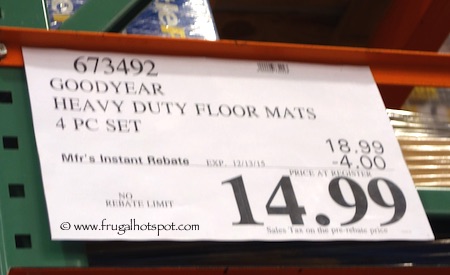 673492
GOODYEAR
HEAVY DUTY FLOOR MATS
4 PC SET
18.99
Mfr's Instant Rebate EXP. 12/13/15 -4.00
PRICE AT REGISTER
NO
REBATE LIMIT
14.99
Sales Tax on the pre-rebate price
© www.frugalhotspot.com